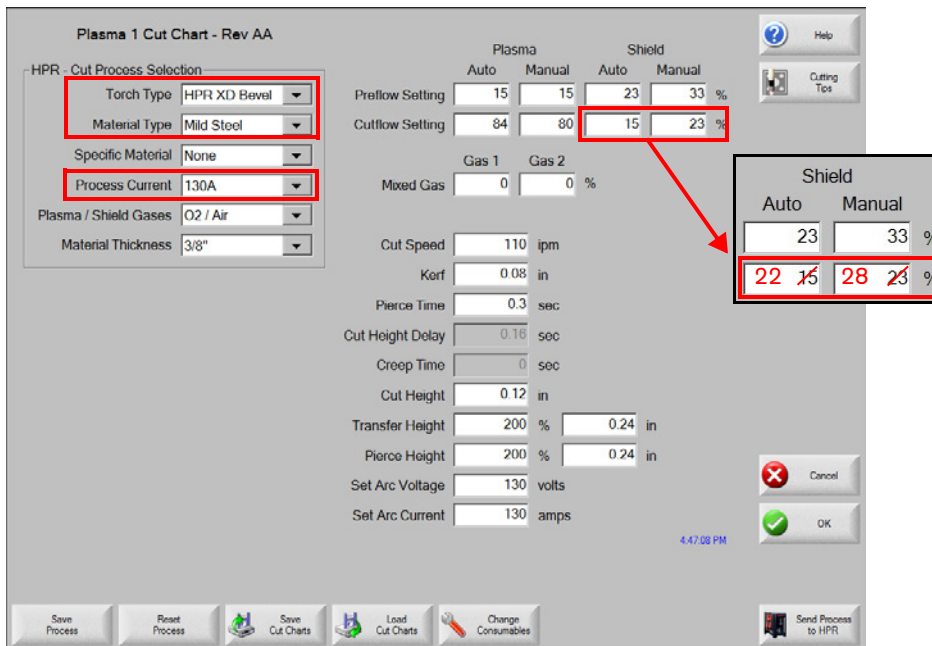 Plasma 1 Cut Chart - Rev AA
Help
Cutting
Tips
HPR - Cut Process Selection
Torch Type HPR XD Bevel
Material Type Mild Steel
Specific Material None
Process Current 130A
Plasma / Shield Gases O2 / Air
Material Thickness 3/8"
Plasma Shield
Auto Manual Auto Manual
Preflow Setting 15 15 23 33 %
Cutflow Setting 84 80 15 23 %
Gas 1 Gas 2
Mixed Gas 0 0 %
Cut Speed 110 ipm
Kerf 0.08 in
Pierce Time 0.3 sec
Cut Height Delay 0.16 sec
Creep Time 0 sec
Cut Height 0.12 in
Transfer Height 200 % 0.24 in
Pierce Height 200 % 0.24 in
Set Arc Voltage 130 volts
Set Arc Current 130 amps
Shield
Auto Manual
23 33 %
22 15 28 23 %
Cancel
OK
4:47:08 PM
Save
Process
Reset
Process
Save
Cut Charts
Load
Cut Charts
Change
Consumables
Send Process
to HPR